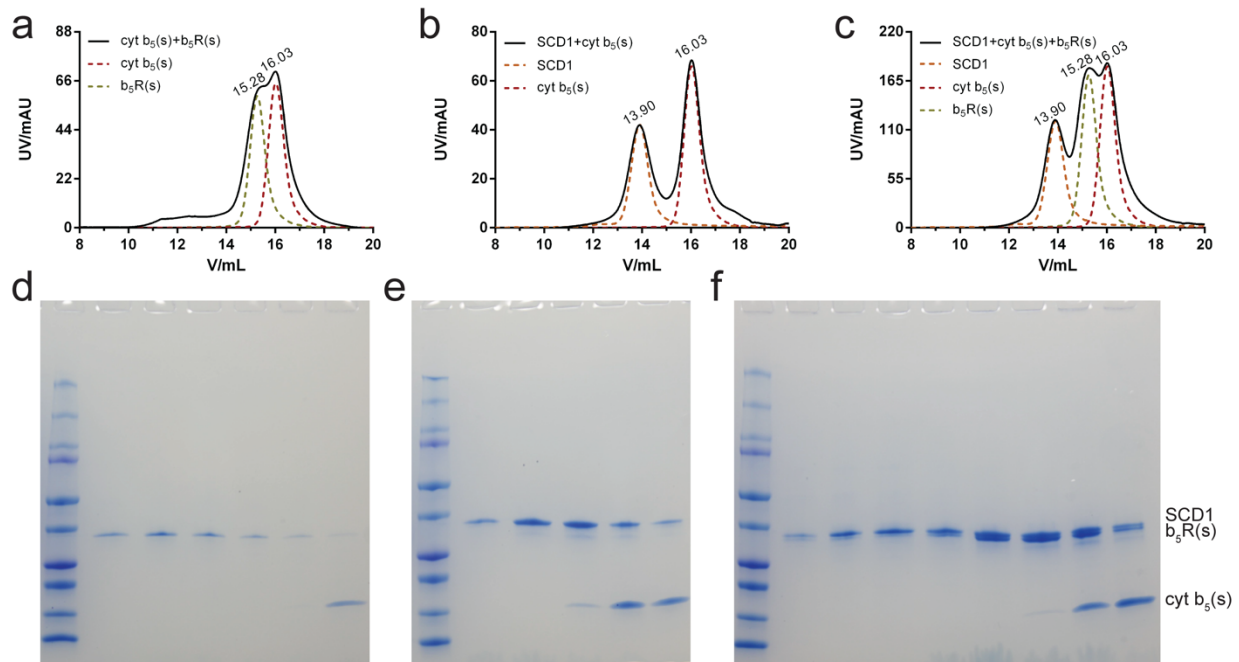 a
cyt b₅(s)+b₅R(s)
cyt b₅(s)
b₅R(s)
15.28
16.03
UV/mAU
88
66
44
22
0
8 10 12 14 16 18 20
V/mL
b
SCD1+cyt b₅(s)
SCD1
cyt b₅(s)
13.90
16.03
UV/mAU
80
60
40
20
0
8 10 12 14 16 18 20
V/mL
c
SCD1+cyt b₅(s)+b₅R(s)
SCD1
cyt b₅(s)
b₅R(s)
13.90
15.28
16.03
UV/mAU
220
165
110
55
0
8 10 12 14 16 18 20
V/mL
d
e
f
SCD1
b₅R(s)
cyt b₅(s)